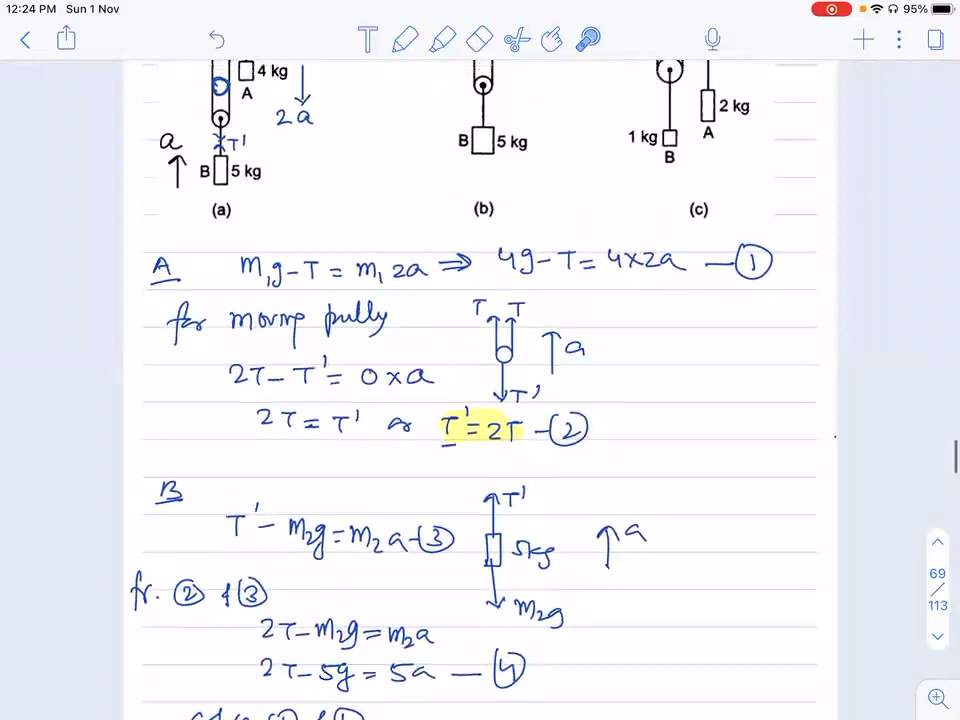 12:24 PM Sun 1 Nov
95%
T
4 kg
A
2a
T'
a
B 5 kg
(a)
B 5 kg
(b)
2 kg
A
1 kg
B
(c)
A m₁g-T = m₁2a ⇒ 4g-T = 4×2a —①
for moving pully
T T
2T-T' = 0×a
a
T'
2T = T' or T' = 2T -②
B
T'
T'-m₂g = m₂a-③
5kg
a
m₂g
fr. ② & ③
2T-m₂g = m₂a
2T-5g = 5a —④
69
/
113